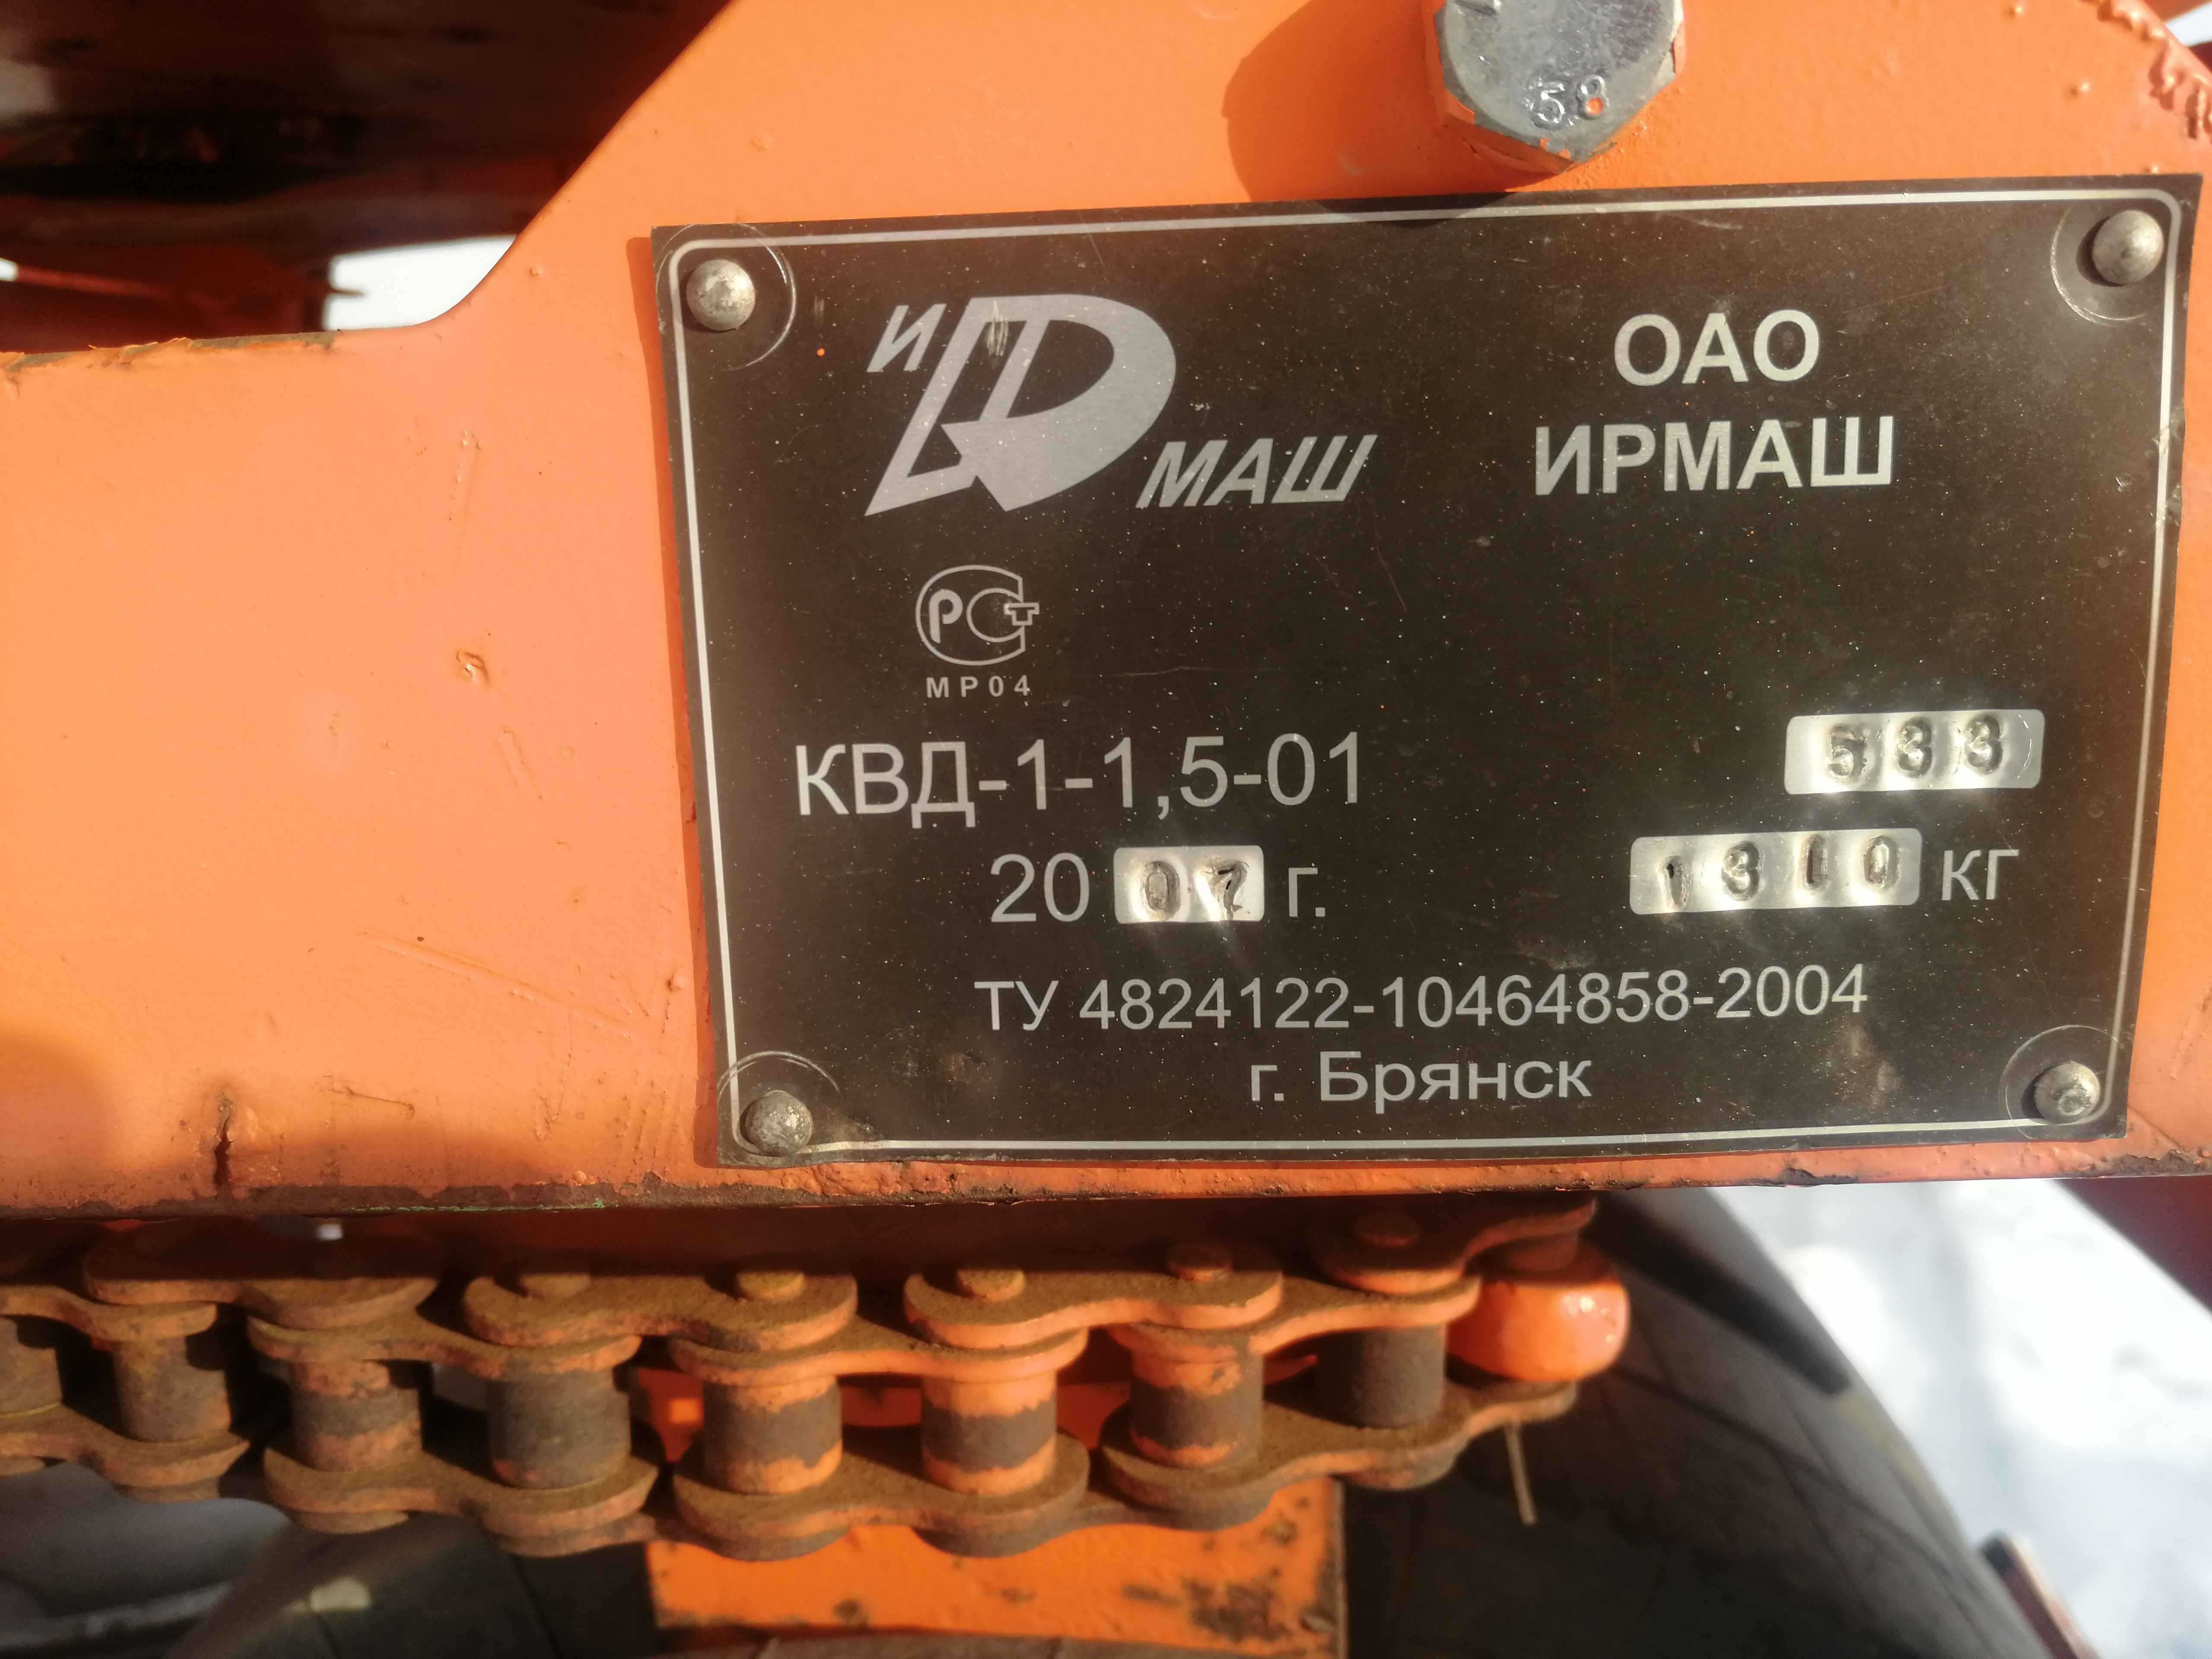 58
И Р МАШ
ОАО
ИРМАШ
РСТ
МР04
КВД-1-1,5-01 533
2007 г. 1310 КГ
ТУ 4824122-10464858-2004
г. Брянск